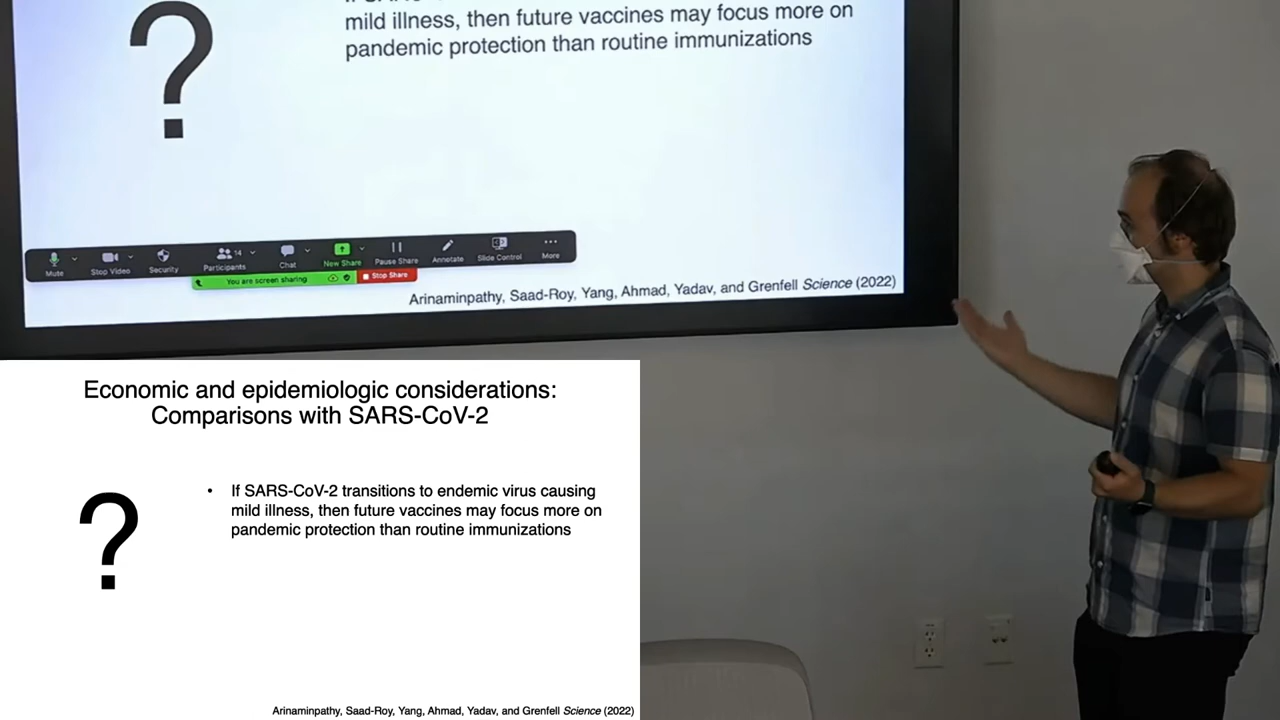 mild illness, then future vaccines may focus more on
pandemic protection than routine immunizations
?
Mute
Stop Video
Security
Participants
14
Chat
New Share
Pause Share
Annotate
Slide Control
More
You are screen sharing
Stop Share
Arinaminpathy, Saad-Roy, Yang, Ahmad, Yadav, and Grenfell Science (2022)
Economic and epidemiologic considerations:
Comparisons with SARS-CoV-2
?
• If SARS-CoV-2 transitions to endemic virus causing
mild illness, then future vaccines may focus more on
pandemic protection than routine immunizations
Arinaminpathy, Saad-Roy, Yang, Ahmad, Yadav, and Grenfell Science (2022)